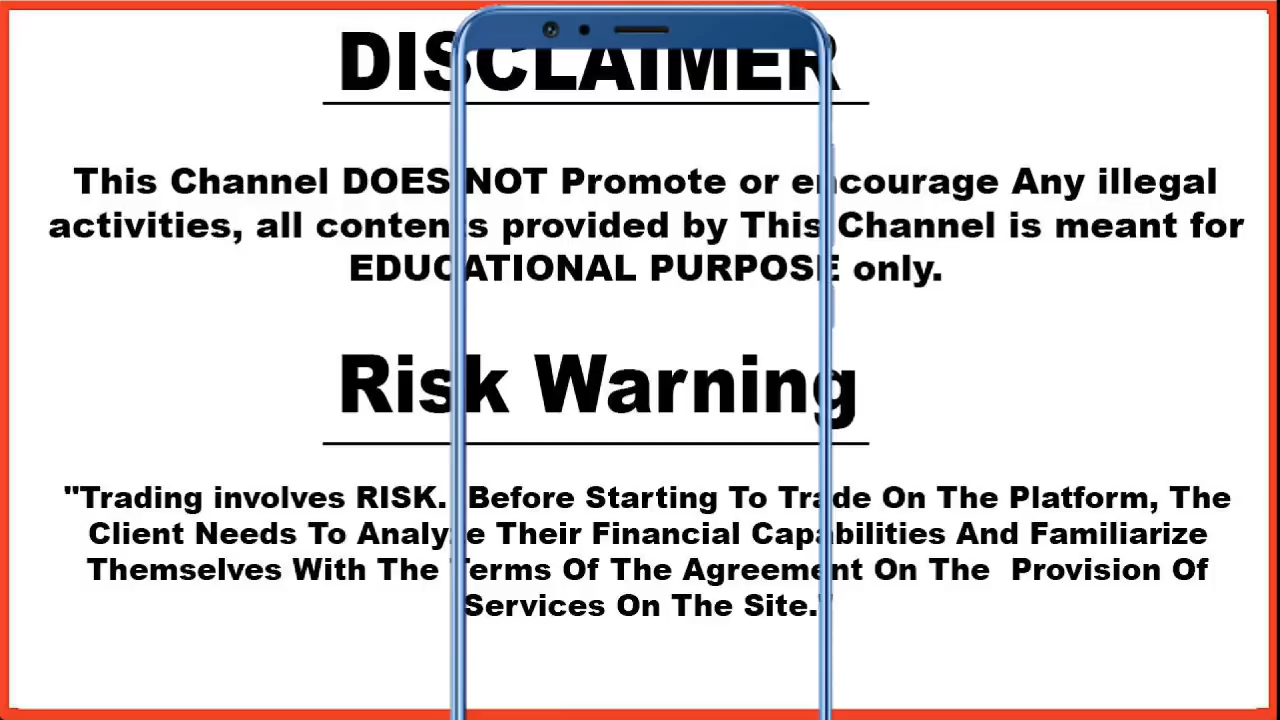 DISCLAIMER
This Channel DOES NOT Promote or encourage Any illegal
activities, all contents provided by This Channel is meant for
EDUCATIONAL PURPOSE only.
Risk Warning
"Trading involves RISK. Before Starting To Trade On The Platform, The
Client Needs To Analyze Their Financial Capabilities And Familiarize
Themselves With The Terms Of The Agreement On The Provision Of
Services On The Site."